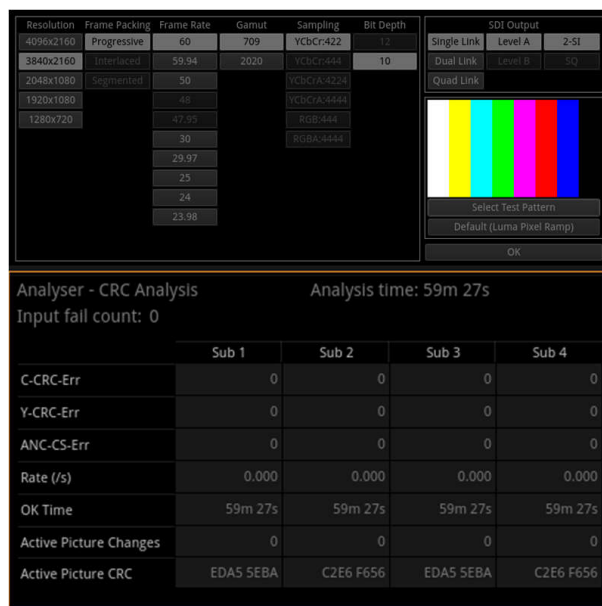 Resolution Frame Packing Frame Rate Gamut Sampling Bit Depth SDI Output
4096x2160 Progressive 60 709 YCbCr:422 12 Single Link Level A 2-SI
3840x2160 Interlaced 59.94 2020 YCbCr:444 10 Dual Link Level B SQ
2048x1080 Segmented 50 YCbCrA:4224 Quad Link
1920x1080 48 YCbCrA:4444
1280x720 47.95 RGB:444
30 RGBA:4444
29.97
25
24
23.98
Select Test Pattern
Default (Luma Pixel Ramp)
OK
Analyser - CRC Analysis Analysis time: 59m 27s
Input fail count: 0
Sub 1 Sub 2 Sub 3 Sub 4
C-CRC-Err 0 0 0 0
Y-CRC-Err 0 0 0 0
ANC-CS-Err 0 0 0 0
Rate (/s) 0.000 0.000 0.000 0.000
OK Time 59m 27s 59m 27s 59m 27s 59m 27s
Active Picture Changes 0 0 0 0
Active Picture CRC EDA5 5EBA C2E6 F656 EDA5 5EBA C2E6 F656